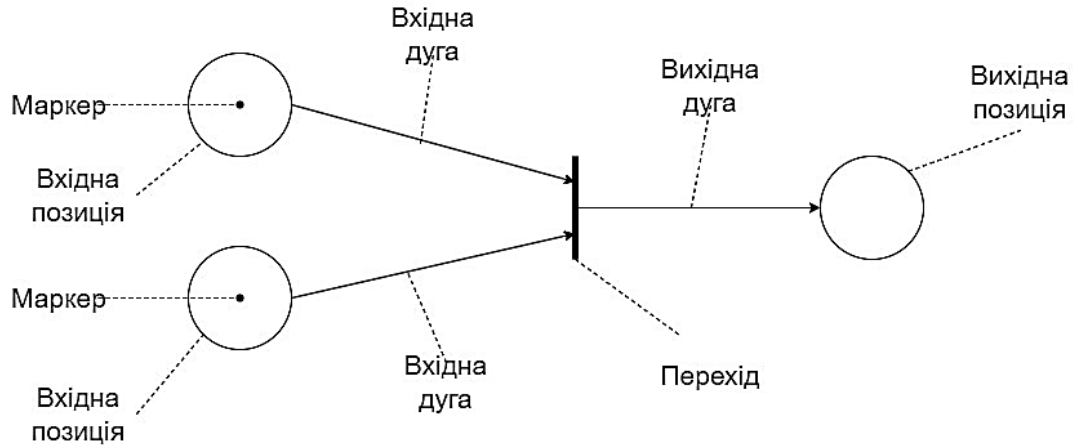 Вхідна
дуга
Вихідна
дуга
Вихідна
позиція
Маркер
Вхідна
позиція
Маркер
Вхідна
дуга
Перехід
Вхідна
позиція